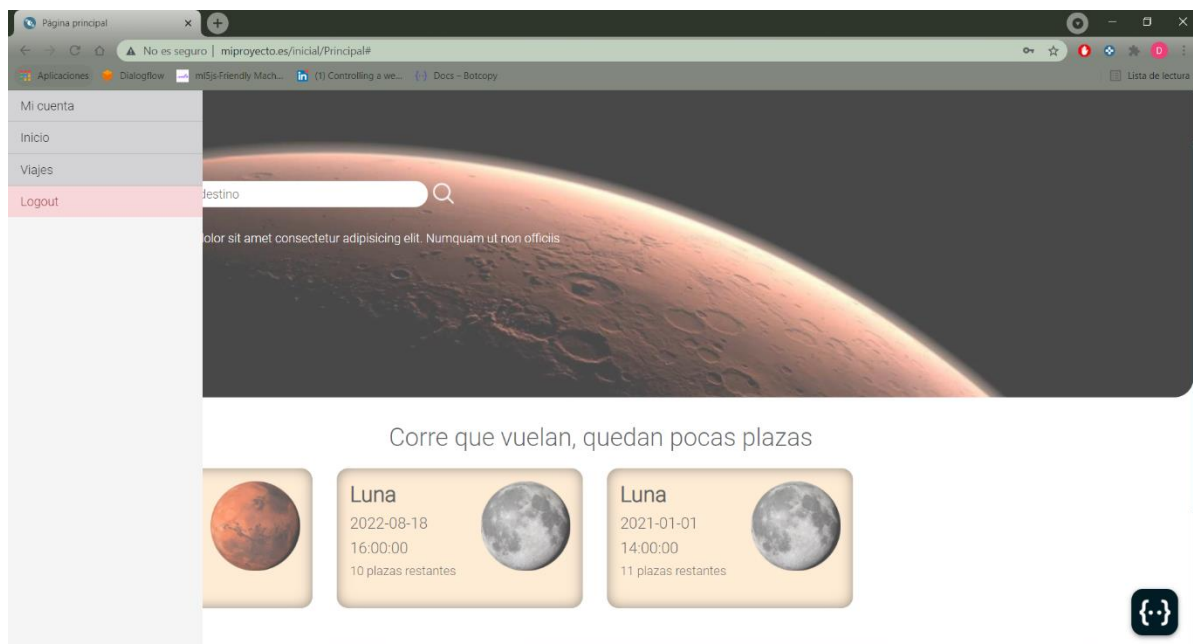 Página principal
No es seguro | miproyecto.es/inicial/Principal#
Aplicaciones Dialogflow ml5js·Friendly Mach... (1) Controlling a we... Docs – Botcopy Lista de lectura
D
Mi cuenta
Inicio
Viajes
Logout
destino
dolor sit amet consectetur adipisicing elit. Numquam ut non officiis
Corre que vuelan, quedan pocas plazas
Luna
2022-08-18
16:00:00
10 plazas restantes
Luna
2021-01-01
14:00:00
11 plazas restantes